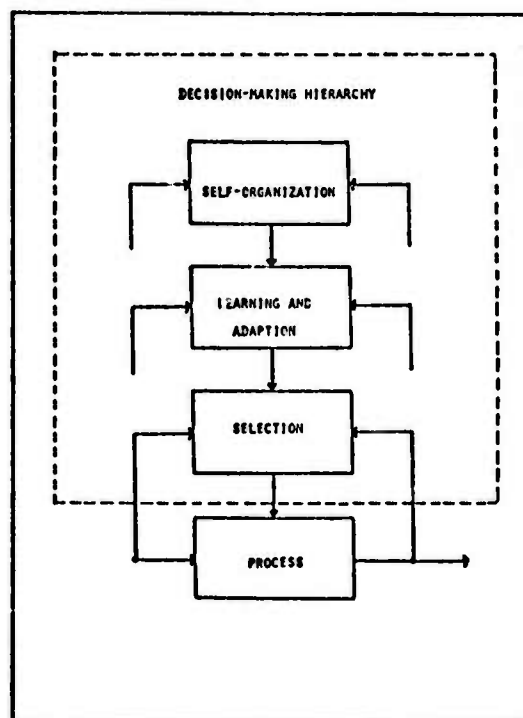 DECISION-MAKING HIERARCHY
SELF-ORGANIZATION
LEARNING AND
ADAPTION
SELECTION
PROCESS